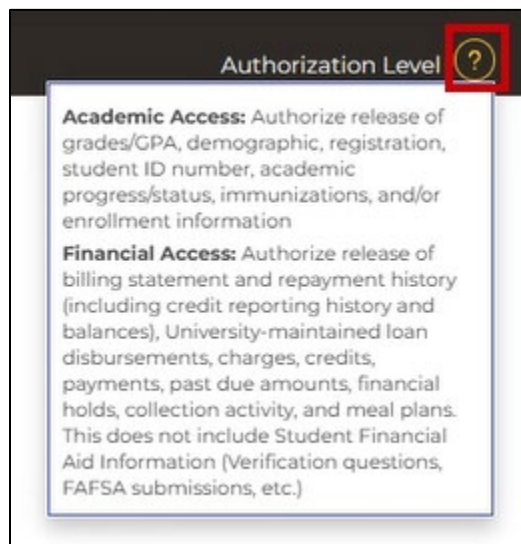 Authorization Level ?
Academic Access: Authorize release of
grades/GPA, demographic, registration,
student ID number, academic
progress/status, immunizations, and/or
enrollment information
Financial Access: Authorize release of
billing statement and repayment history
(including credit reporting history and
balances), University-maintained loan
disbursements, charges, credits,
payments, past due amounts, financial
holds, collection activity, and meal plans.
This does not include Student Financial
Aid Information (Verification questions,
FAFSA submissions, etc.)